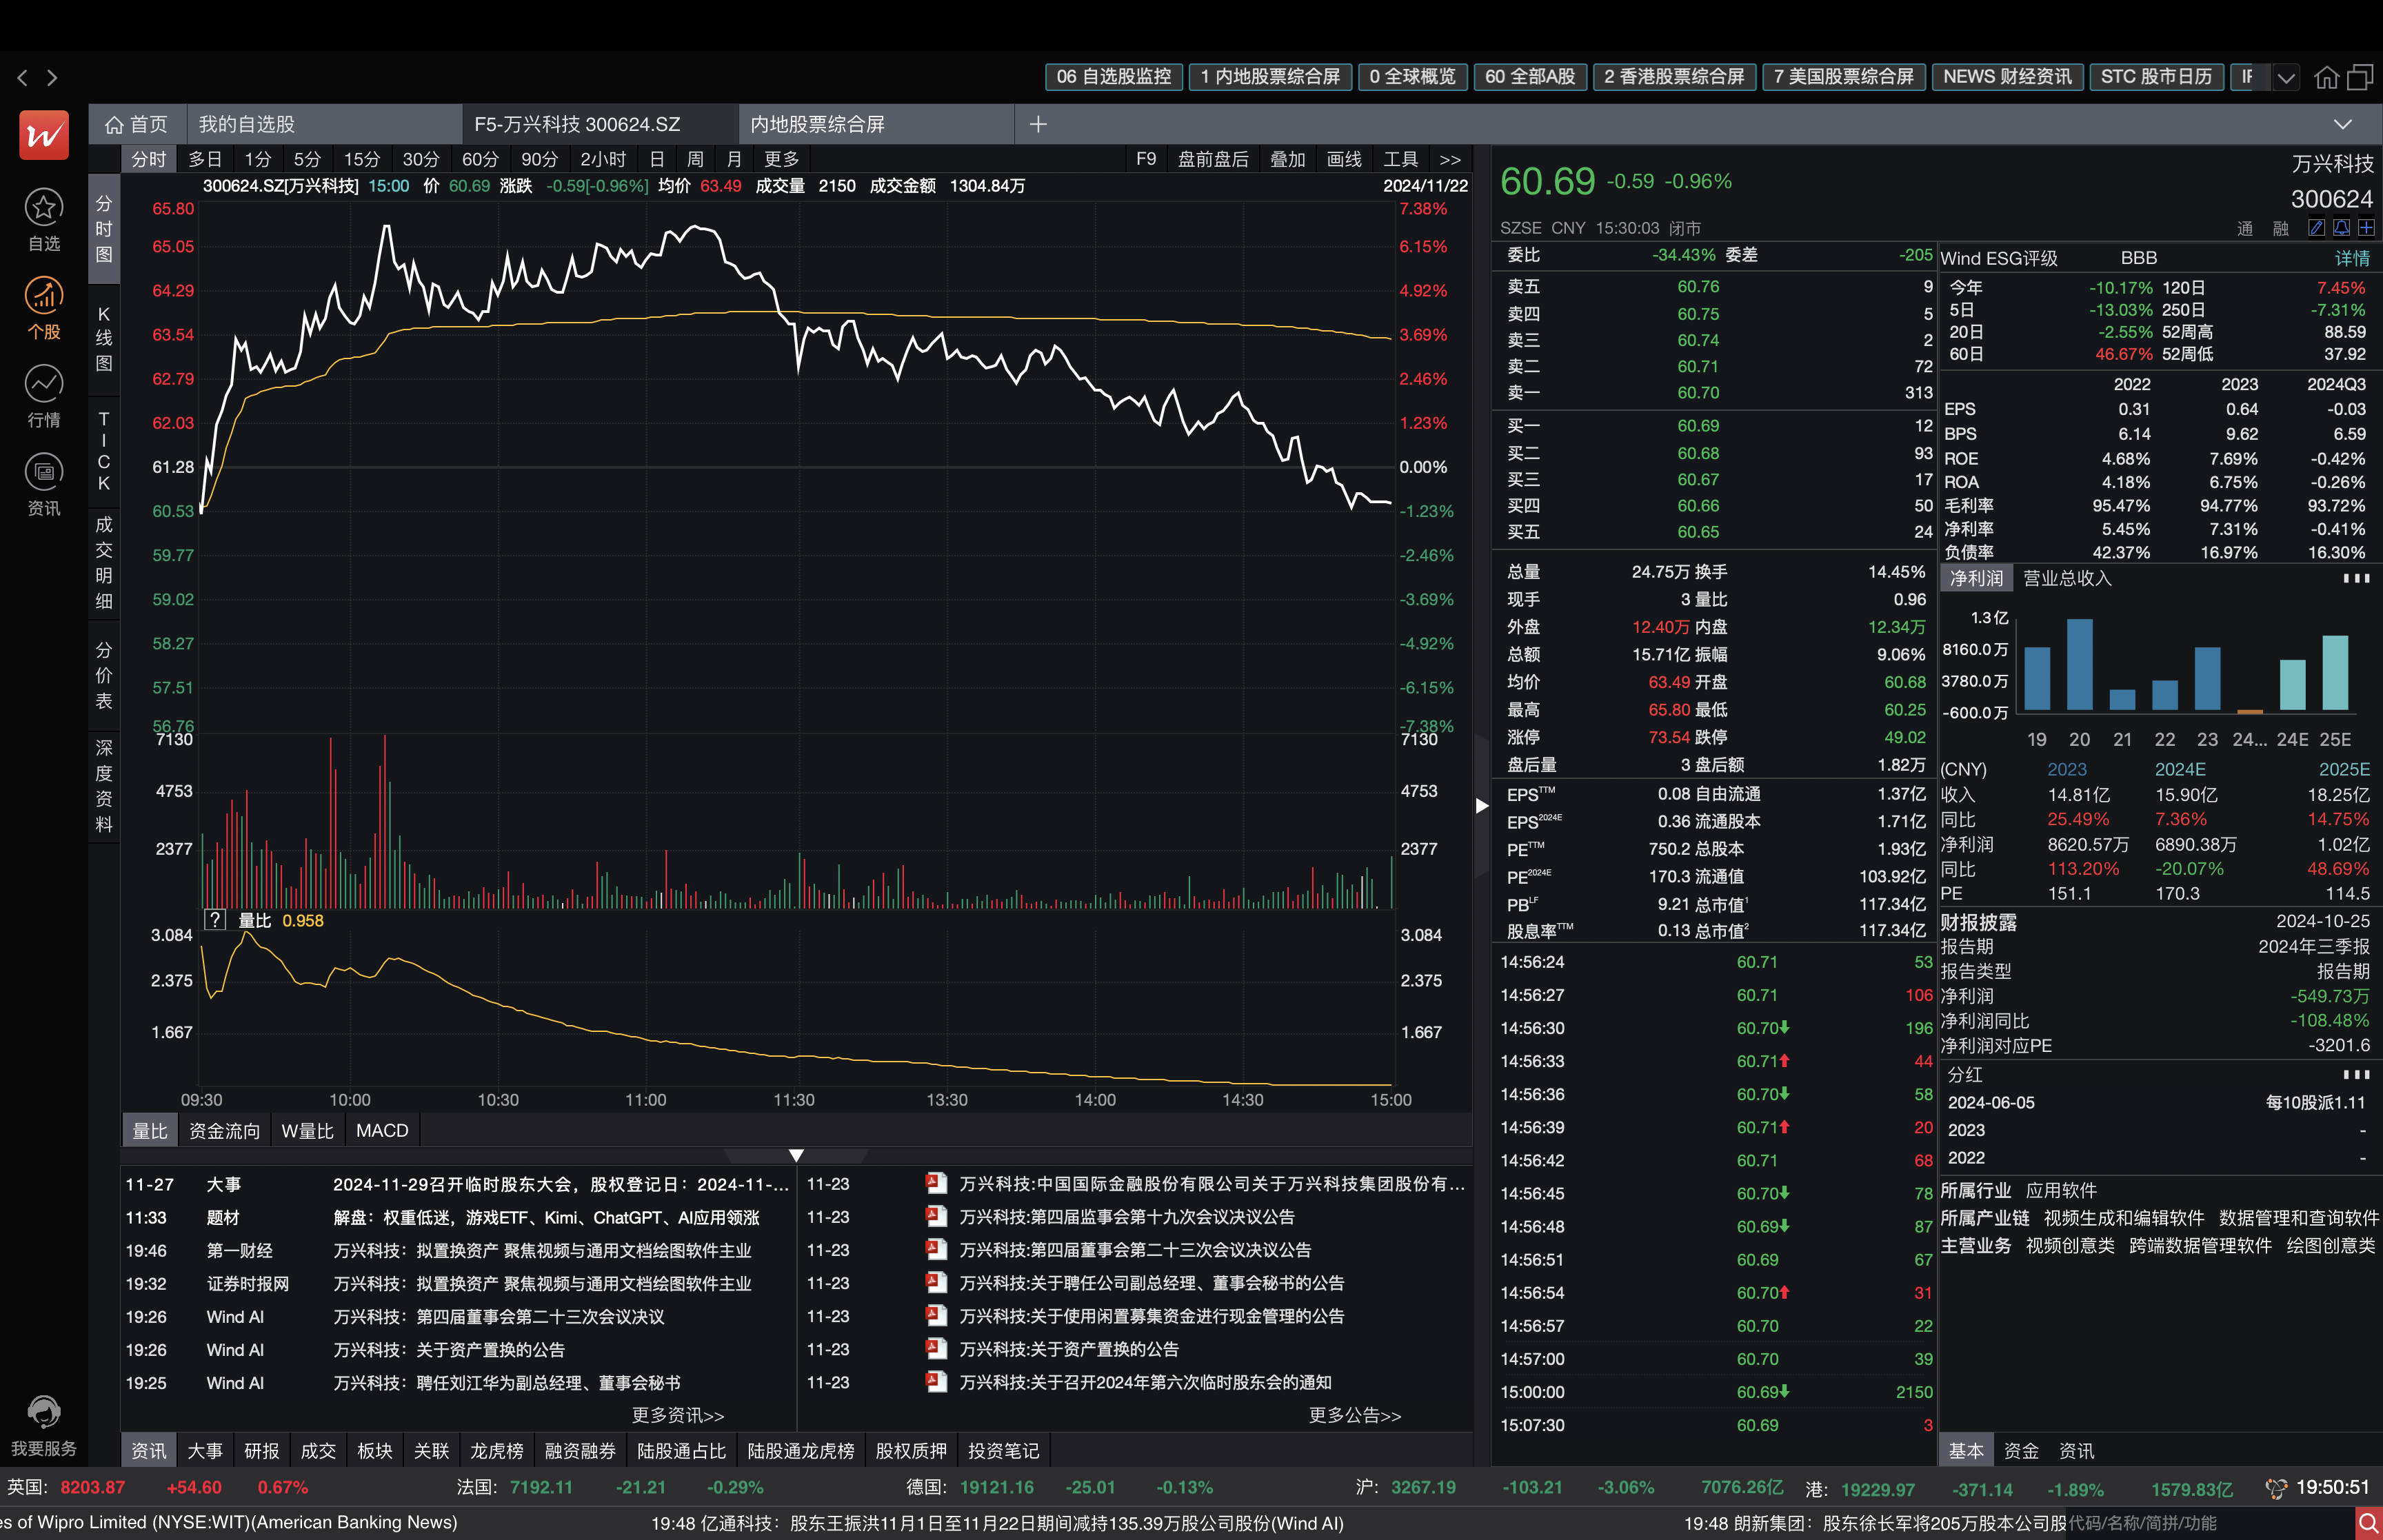 06 自选股监控 1 内地股票综合屏 0 全球概览 60 全部A股 2 香港股票综合屏 7 美国股票综合屏 NEWS 财经资讯 STC 股市日历
首页 我的自选股 F5-万兴科技 300624.SZ 内地股票综合屏
自选
个股
行情
资讯
我要服务
分时 多日 1分 5分 15分 30分 60分 90分 2小时 日 周 月 更多 F9 盘前盘后 叠加 画线 工具 >>
分时图
K线图
TICK
成交明细
分价表
深度资料
300624.SZ[万兴科技] 15:00 价 60.69 涨跌 -0.59[-0.96%] 均价 63.49 成交量 2150 成交金额 1304.84万 2024/11/22
65.80 7.38%
65.05 6.15%
64.29 4.92%
63.54 3.69%
62.79 2.46%
62.03 1.23%
61.28 0.00%
60.53 -1.23%
59.77 -2.46%
59.02 -3.69%
58.27 -4.92%
57.51 -6.15%
56.76 -7.38%
7130 7130
4753 4753
2377 2377
? 量比 0.958
3.084 3.084
2.375 2.375
1.667 1.667
09:30 10:00 10:30 11:00 11:30 13:30 14:00 14:30 15:00
量比 资金流向 W量比 MACD
11-27 大事 2024-11-29召开临时股东大会，股权登记日：2024-11-...
11:33 题材 解盘：权重低迷，游戏ETF、Kimi、ChatGPT、AI应用领涨
19:46 第一财经 万兴科技：拟置换资产 聚焦视频与通用文档绘图软件主业
19:32 证券时报网 万兴科技：拟置换资产 聚焦视频与通用文档绘图软件主业
19:26 Wind AI 万兴科技：第四届董事会第二十三次会议决议
19:26 Wind AI 万兴科技：关于资产置换的公告
19:25 Wind AI 万兴科技：聘任刘江华为副总经理、董事会秘书
更多资讯>>
11-23 万兴科技:中国国际金融股份有限公司关于万兴科技集团股份有...
11-23 万兴科技:第四届监事会第十九次会议决议公告
11-23 万兴科技:第四届董事会第二十三次会议决议公告
11-23 万兴科技:关于聘任公司副总经理、董事会秘书的公告
11-23 万兴科技:关于使用闲置募集资金进行现金管理的公告
11-23 万兴科技:关于资产置换的公告
11-23 万兴科技:关于召开2024年第六次临时股东会的通知
更多公告>>
资讯 大事 研报 成交 板块 关联 龙虎榜 融资融券 陆股通占比 陆股通龙虎榜 股权质押 投资笔记
60.69 -0.59 -0.96% 万兴科技
300624
SZSE CNY 15:30:03 闭市 通 融
委比 -34.43% 委差 -205
卖五 60.76 9
卖四 60.75 5
卖三 60.74 2
卖二 60.71 72
卖一 60.70 313
买一 60.69 12
买二 60.68 93
买三 60.67 17
买四 60.66 50
买五 60.65 24
总量 24.75万 换手 14.45%
现手 3 量比 0.96
外盘 12.40万 内盘 12.34万
总额 15.71亿 振幅 9.06%
均价 63.49 开盘 60.68
最高 65.80 最低 60.25
涨停 73.54 跌停 49.02
盘后量 3 盘后额 1.82万
EPSTTM 0.08 自由流通 1.37亿
EPS2024E 0.36 流通股本 1.71亿
PETTM 750.2 总股本 1.93亿
PE2024E 170.3 流通值 103.92亿
PBLF 9.21 总市值1 117.34亿
股息率TTM 0.13 总市值2 117.34亿
14:56:24 60.71 53
14:56:27 60.71 106
14:56:30 60.70 196
14:56:33 60.71 44
14:56:36 60.70 58
14:56:39 60.71 20
14:56:42 60.71 68
14:56:45 60.70 78
14:56:48 60.69 87
14:56:51 60.69 67
14:56:54 60.70 31
14:56:57 60.70 22
14:57:00 60.70 39
15:00:00 60.69 2150
15:07:30 60.69 3
Wind ESG评级 BBB 详情
今年 -10.17% 120日 7.45%
5日 -13.03% 250日 -7.31%
20日 -2.55% 52周高 88.59
60日 46.67% 52周低 37.92
2022 2023 2024Q3
EPS 0.31 0.64 -0.03
BPS 6.14 9.62 6.59
ROE 4.68% 7.69% -0.42%
ROA 4.18% 6.75% -0.26%
毛利率 95.47% 94.77% 93.72%
净利率 5.45% 7.31% -0.41%
负债率 42.37% 16.97% 16.30%
净利润 营业总收入
1.3亿
8160.0万
3780.0万
-600.0万
19 20 21 22 23 24... 24E 25E
(CNY) 2023 2024E 2025E
收入 14.81亿 15.90亿 18.25亿
同比 25.49% 7.36% 14.75%
净利润 8620.57万 6890.38万 1.02亿
同比 113.20% -20.07% 48.69%
PE 151.1 170.3 114.5
财报披露 2024-10-25
报告期 2024年三季报
报告类型 报告期
净利润 -549.73万
净利润同比 -108.48%
净利润对应PE -3201.6
分红
2024-06-05 每10股派1.11
2023 -
2022 -
所属行业 应用软件
所属产业链 视频生成和编辑软件 数据管理和查询软件
主营业务 视频创意类 跨端数据管理软件 绘图创意类
基本 资金 资讯
英国: 8203.87 +54.60 0.67% 法国: 7192.11 -21.21 -0.29% 德国: 19121.16 -25.01 -0.13% 沪: 3267.19 -103.21 -3.06% 7076.26亿 港: 19229.97 -371.14 -1.89% 1579.83亿 19:50:51
es of Wipro Limited (NYSE:WIT)(American Banking News) 19:48 亿通科技：股东王振洪11月1日至11月22日期间减持135.39万股公司股份(Wind AI) 19:48 朗新集团：股东徐长军将205万股本公司股 代码/名称/简拼/功能